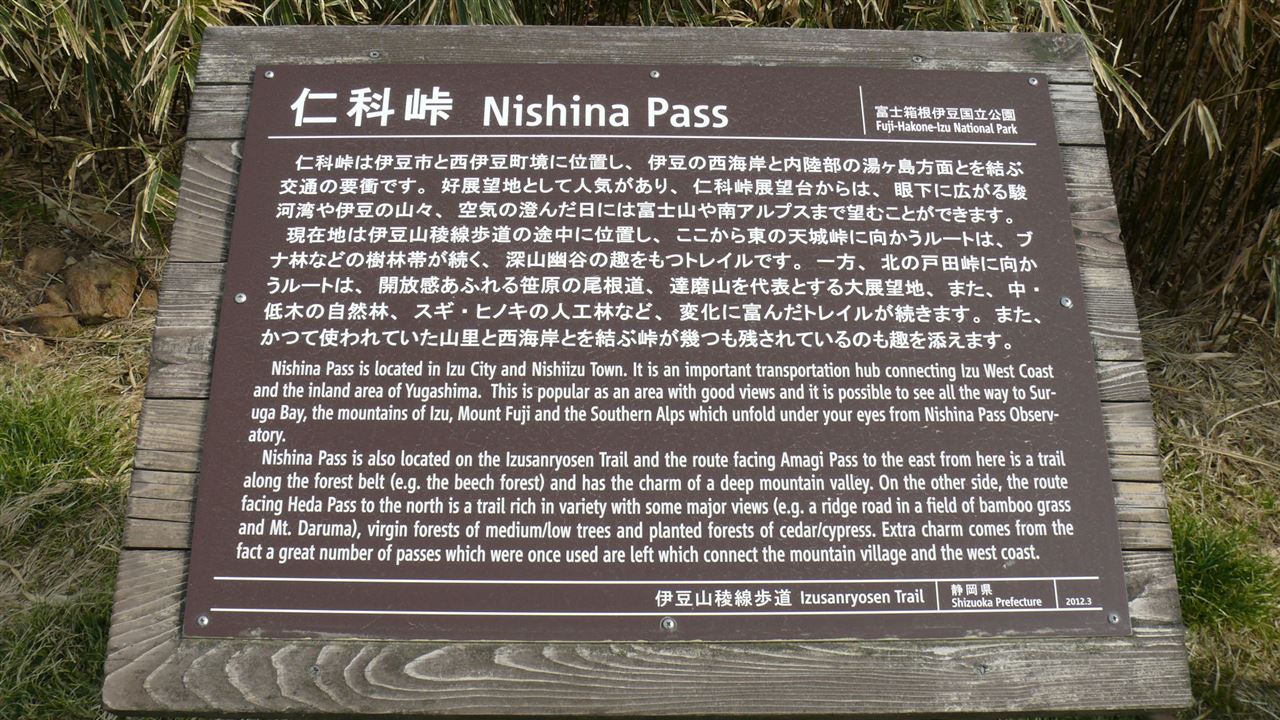 仁科峠 Nishina Pass
富士箱根伊豆国立公園
Fuji-Hakone-Izu National Park
仁科峠は伊豆市と西伊豆町境に位置し、伊豆の西海岸と内陸部の湯ヶ島方面とを結ぶ
交通の要衝です。好展望地として人気があり、仁科峠展望台からは、眼下に広がる駿
河湾や伊豆の山々、空気の澄んだ日には富士山や南アルプスまで望むことができます。
現在地は伊豆山稜線歩道の途中に位置し、ここから東の天城峠に向かうルートは、ブ
ナ林などの樹林帯が続く、深山幽谷の趣をもつトレイルです。一方、北の戸田峠に向か
うルートは、開放感あふれる笹原の尾根道、達磨山を代表とする大展望地、また、中・
低木の自然林、スギ・ヒノキの人工林など、変化に富んだトレイルが続きます。また、
かつて使われていた山里と西海岸とを結ぶ峠が幾つも残されているのも趣を添えます。
Nishina Pass is located in Izu City and Nishiizu Town. It is an important transportation hub connecting Izu West Coast
and the inland area of Yugashima. This is popular as an area with good views and it is possible to see all the way to Sur-
uga Bay, the mountains of Izu, Mount Fuji and the Southern Alps which unfold under your eyes from Nishina Pass Observ-
atory.
Nishina Pass is also located on the Izusanryosen Trail and the route facing Amagi Pass to the east from here is a trail
along the forest belt (e.g. the beech forest) and has the charm of a deep mountain valley. On the other side, the route
facing Heda Pass to the north is a trail rich in variety with some major views (e.g. a ridge road in a field of bamboo grass
and Mt. Daruma), virgin forests of medium/low trees and planted forests of cedar/cypress. Extra charm comes from the
fact a great number of passes which were once used are left which connect the mountain village and the west coast.
伊豆山稜線歩道 Izusanryosen Trail
静岡県
Shizuoka Prefecture
2012.3